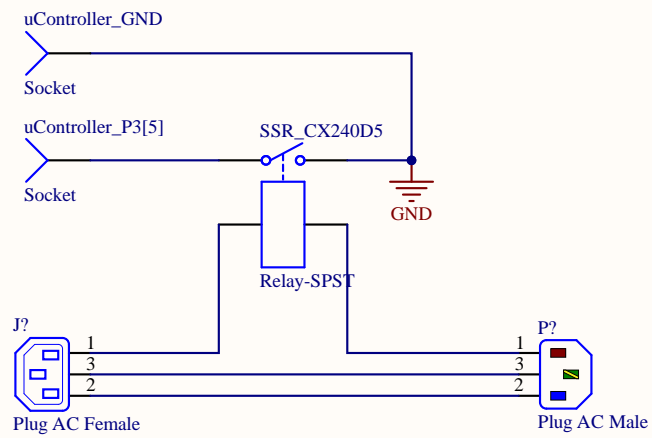 uController_GND
Socket
uController_P3[5]
SSR_CX240D5
Socket
GND
Relay-SPST
J?
P?
1
1
3
3
2
2
Plug AC Female
Plug AC Male